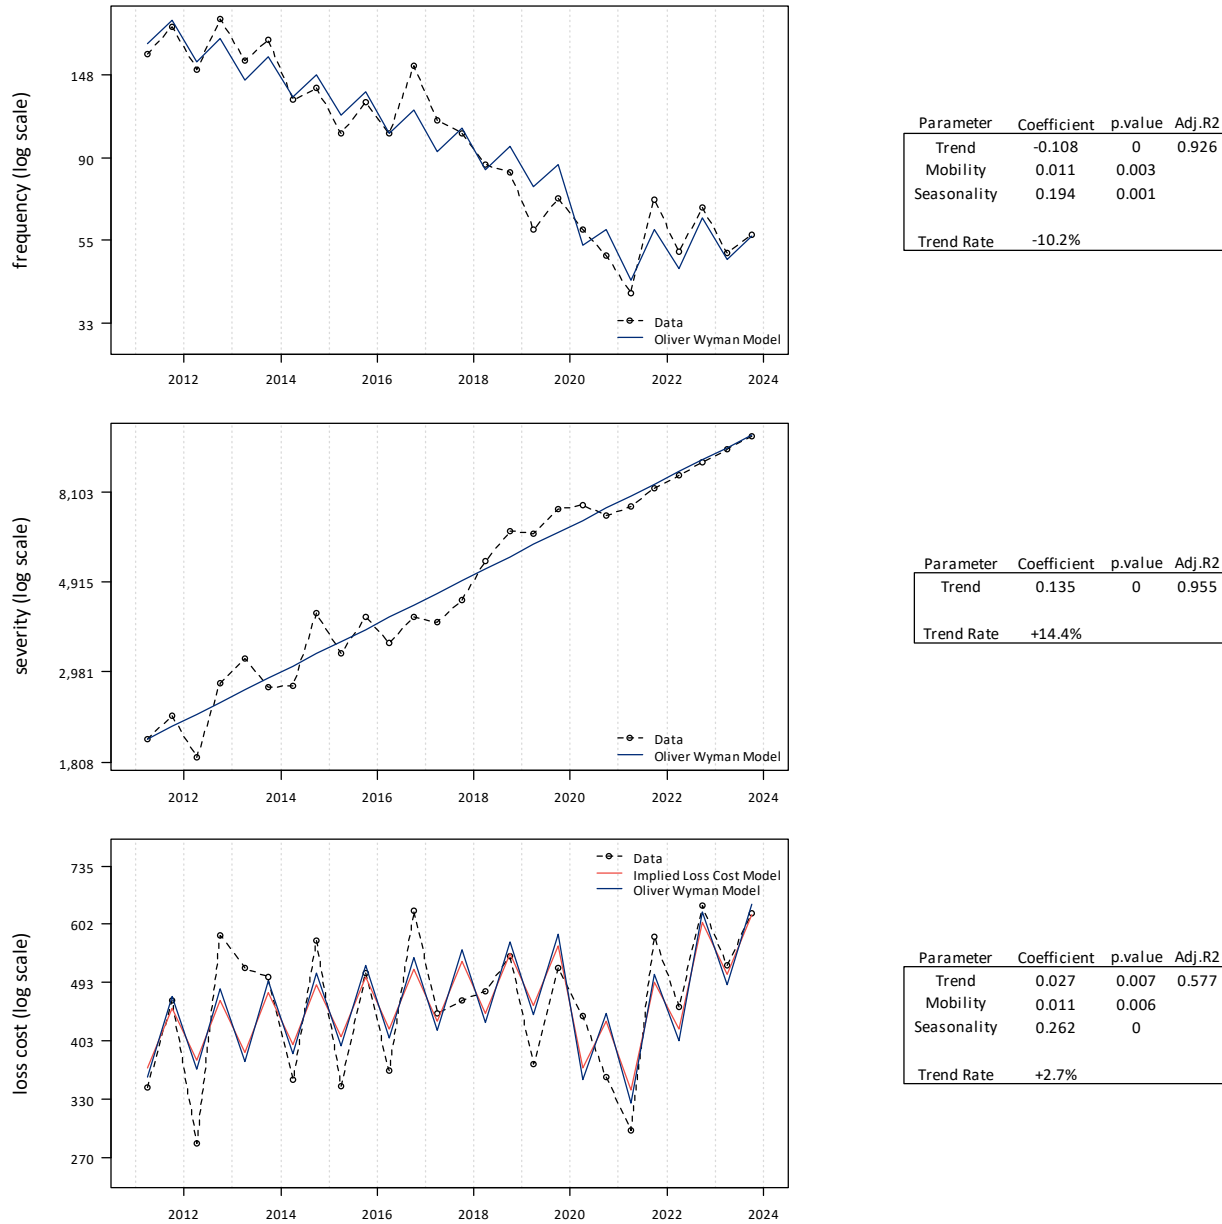 frequency (log scale)
148
90
55
33
Data
Oliver Wyman Model
2012 2014 2016 2018 2020 2022 2024
Parameter Coefficient p.value Adj.R2
Trend -0.108 0 0.926
Mobility 0.011 0.003
Seasonality 0.194 0.001
Trend Rate -10.2%
severity (log scale)
8,103
4,915
2,981
1,808
Data
Oliver Wyman Model
2012 2014 2016 2018 2020 2022 2024
Parameter Coefficient p.value Adj.R2
Trend 0.135 0 0.955
Trend Rate +14.4%
loss cost (log scale)
735
602
493
403
330
270
Data
Implied Loss Cost Model
Oliver Wyman Model
2012 2014 2016 2018 2020 2022 2024
Parameter Coefficient p.value Adj.R2
Trend 0.027 0.007 0.577
Mobility 0.011 0.006
Seasonality 0.262 0
Trend Rate +2.7%